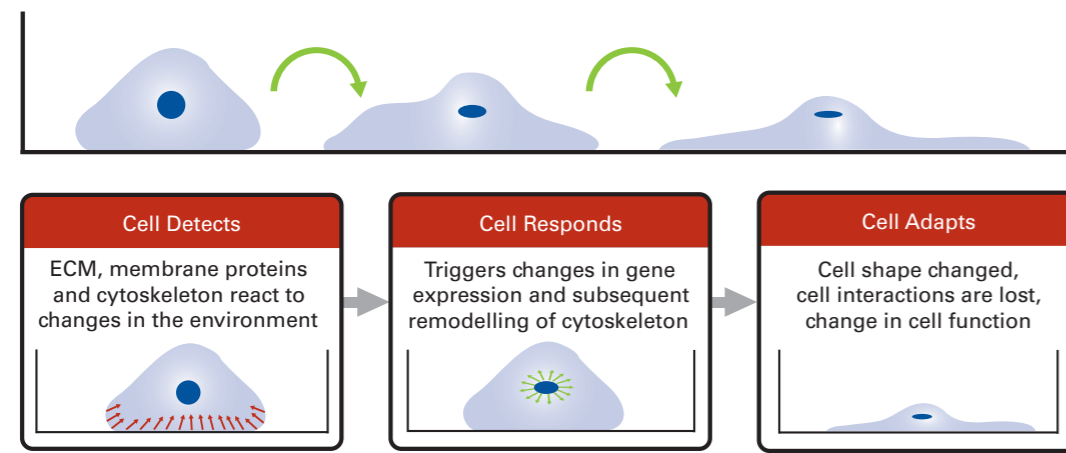 Cell Detects
ECM, membrane proteins
and cytoskeleton react to
changes in the environment
Cell Responds
Triggers changes in gene
expression and subsequent
remodelling of cytoskeleton
Cell Adapts
Cell shape changed,
cell interactions are lost,
change in cell function